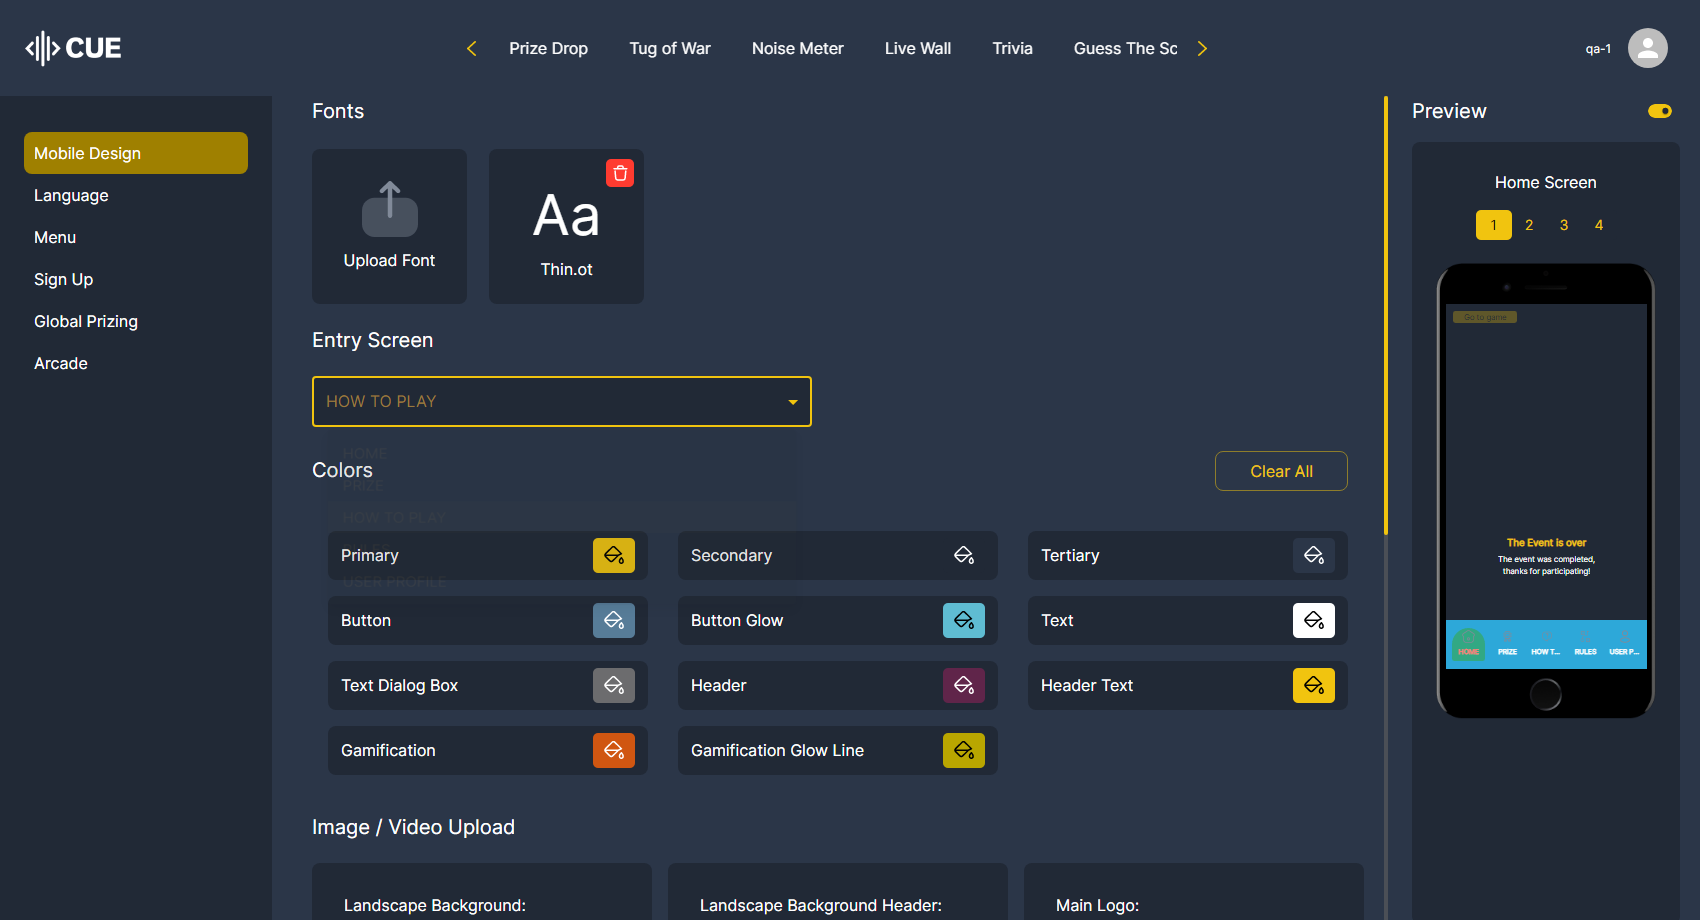 CUE
Prize Drop
Tug of War
Noise Meter
Live Wall
Trivia
Guess The Sc
qa-1
Mobile Design
Language
Menu
Sign Up
Global Prizing
Arcade
Fonts
Upload Font
Aa
Thin.ot
Entry Screen
HOW TO PLAY
HOME
Colors
PRIZE
HOW TO PLAY
Clear All
Primary
Secondary
Tertiary
USER PROFILE
Button
Button Glow
Text
Text Dialog Box
Header
Header Text
Gamification
Gamification Glow Line
Image / Video Upload
Landscape Background:
Landscape Background Header:
Main Logo:
Preview
Home Screen
1 2 3 4
Go to game
The Event is over
The event was completed,
thanks for participating!
HOME PRIZE HOW T... RULES USER P...